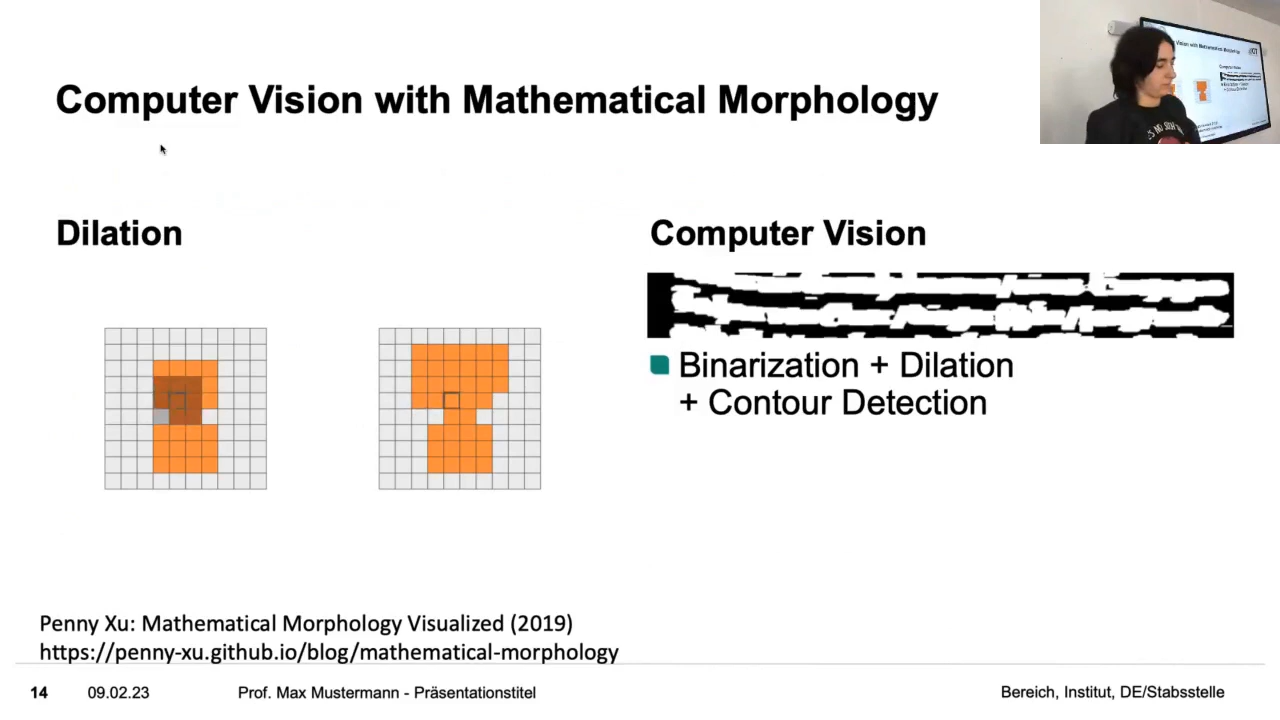 Computer Vision with Mathematical Morphology
Dilation
Computer Vision
Binarization + Dilation
+ Contour Detection
Penny Xu: Mathematical Morphology Visualized (2019)
https://penny-xu.github.io/blog/mathematical-morphology
14 09.02.23 Prof. Max Mustermann - Präsentationstitel Bereich, Institut, DE/Stabsstelle